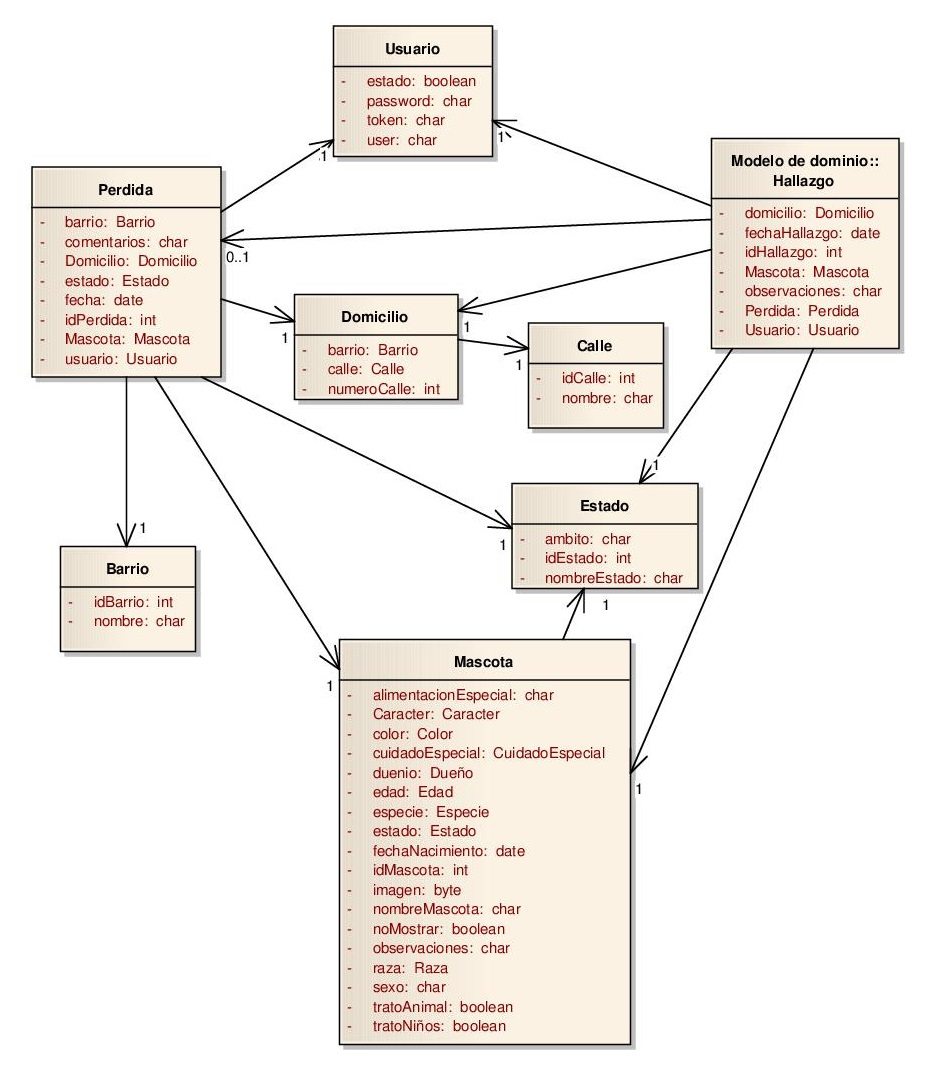 Usuario
- estado: boolean
- password: char
- token: char
- user: char
1
1
Perdida
- barrio: Barrio
- comentarios: char
- Domicilio: Domicilio
- estado: Estado
- fecha: date
- idPerdida: int
- Mascota: Mascota
- usuario: Usuario
Modelo de dominio::
Hallazgo
- domicilio: Domicilio
- fechaHallazgo: date
- idHallazgo: int
- Mascota: Mascota
- observaciones: char
- Perdida: Perdida
- Usuario: Usuario
0..1
Domicilio
- barrio: Barrio
- calle: Calle
- numeroCalle: int
1
1
Calle
- idCalle: int
- nombre: char
1
1
Estado
- ambito: char
- idEstado: int
- nombreEstado: char
1
1
Barrio
- idBarrio: int
- nombre: char
1
Mascota
- alimentacionEspecial: char
- Caracter: Caracter
- color: Color
- cuidadoEspecial: CuidadoEspecial
- duenio: Dueño
- edad: Edad
- especie: Especie
- estado: Estado
- fechaNacimiento: date
- idMascota: int
- imagen: byte
- nombreMascota: char
- noMostrar: boolean
- observaciones: char
- raza: Raza
- sexo: char
- tratoAnimal: boolean
- tratoNiños: boolean
1
1